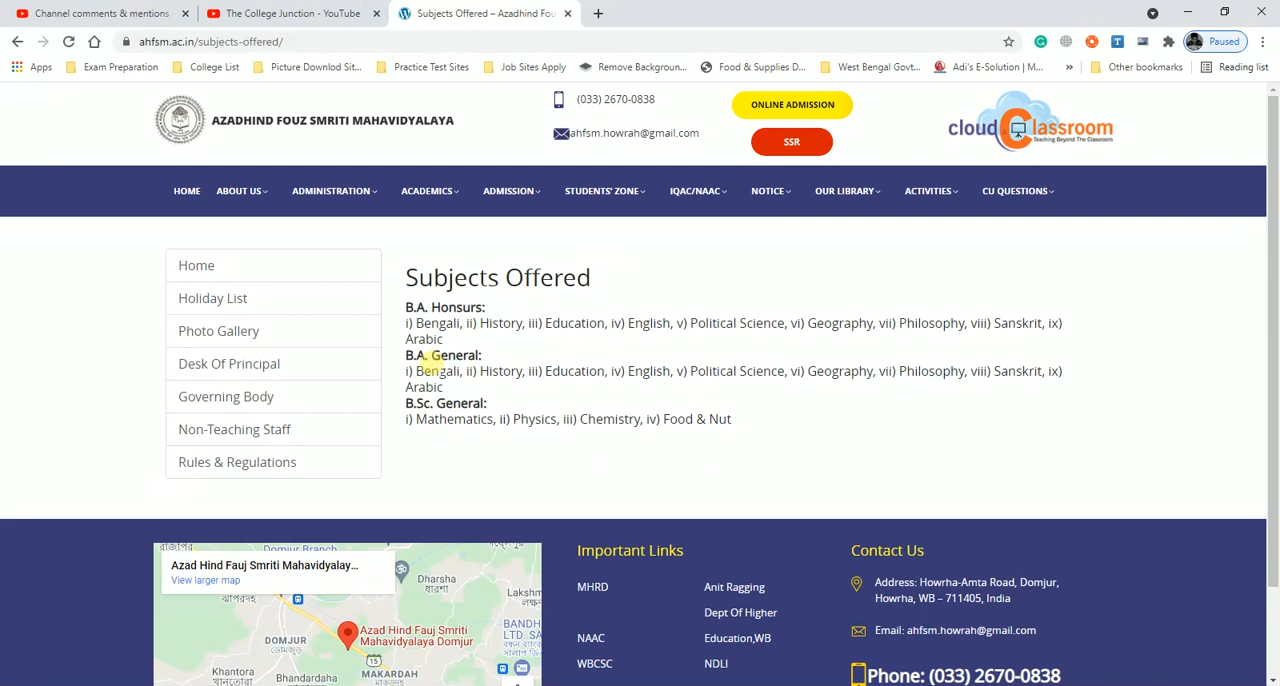 Channel comments & mentions -
The College Junction - YouTube
Subjects Offered – Azadhind Fou
ahfsm.ac.in/subjects-offered/
Paused
Apps
Exam Preparation
College List
Picture Downlod Sit...
Practice Test Sites
Job Sites Apply
Remove Backgroun...
Food & Supplies D...
West Bengal Govt...
Adi's E-Solution | M...
»
Other bookmarks
Reading list
AZADHIND FOUZ SMRITI MAHAVIDYALAYA
(033) 2670-0838
ahfsm.howrah@gmail.com
ONLINE ADMISSION
SSR
cloud Classroom
Teaching Beyond The Classroom
HOME
ABOUT US
ADMINISTRATION
ACADEMICS
ADMISSION
STUDENTS' ZONE
IQAC/NAAC
NOTICE
OUR LIBRARY
ACTIVITIES
CU QUESTIONS
Home
Holiday List
Photo Gallery
Desk Of Principal
Governing Body
Non-Teaching Staff
Rules & Regulations
Subjects Offered
B.A. Honsurs:
i) Bengali, ii) History, iii) Education, iv) English, v) Political Science, vi) Geography, vii) Philosophy, viii) Sanskrit, ix)
Arabic
B.A. General:
i) Bengali, ii) History, iii) Education, iv) English, v) Political Science, vi) Geography, vii) Philosophy, viii) Sanskrit, ix)
Arabic
B.Sc. General:
i) Mathematics, ii) Physics, iii) Chemistry, iv) Food & Nut
Domjur Branch
Azad Hind Fauj Smriti Mahavidyalay...
View larger map
Dharsha
ধারশা
Lakshm
BANDH
LTD. SA
DOMJUR
ডোমজুড়
Azad Hind Fauj Smriti
Mahavidyalaya Domjur
15
MAKARDAH
Khantora
Bhandardaha
Important Links
MHRD
Anit Ragging
Dept Of Higher
NAAC
Education,WB
WBCSC
NDLI
Contact Us
Address: Howrha-Amta Road, Domjur,
Howrha, WB – 711405, India
Email: ahfsm.howrah@gmail.com
Phone: (033) 2670-0838